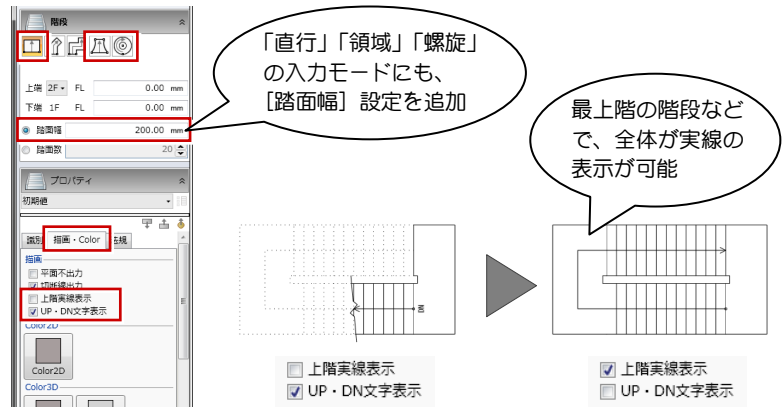 階段
上端 2F FL 0.00 mm
下端 1F FL 0.00 mm
踏面幅 200.00 mm
踏面数 20
プロパティ
初期値
識別 描画・Color 法規
描画
平面不出力
切断線出力
上階実線表示
UP・DN文字表示
Color2D
Color2D
Color3D
「直行」「領域」「螺旋」
の入力モードにも、
［踏面幅］設定を追加
最上階の階段など
で、全体が実線の
表示が可能
上階実線表示
UP・DN文字表示
上階実線表示
UP・DN文字表示